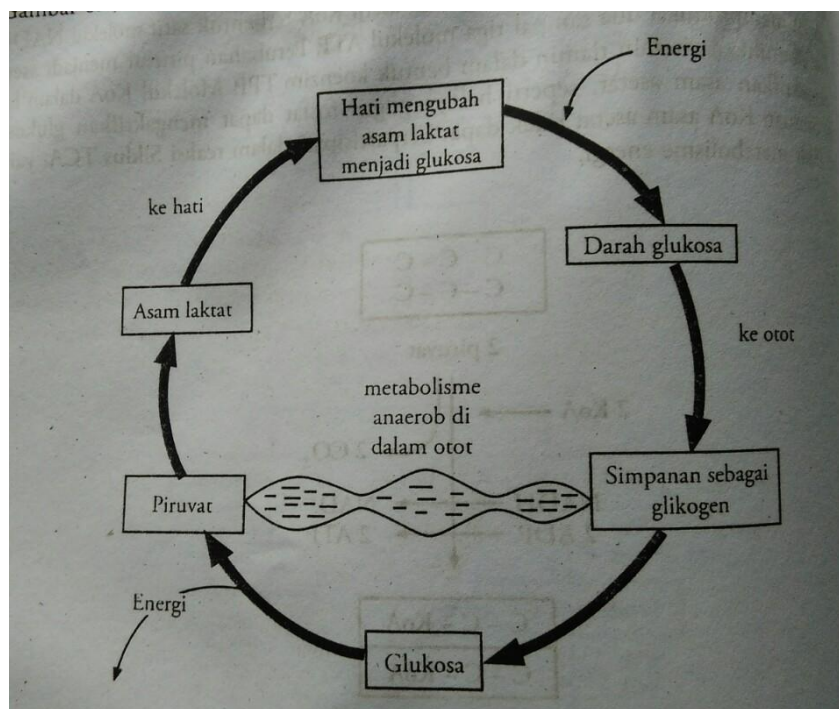 Energi
Hati mengubah
asam laktat
menjadi glukosa
ke hati
Darah glukosa
Asam laktat
ke otot
metabolisme
anaerob di
dalam otot
Simpanan sebagai
glikogen
Piruvat
Energi
Glukosa